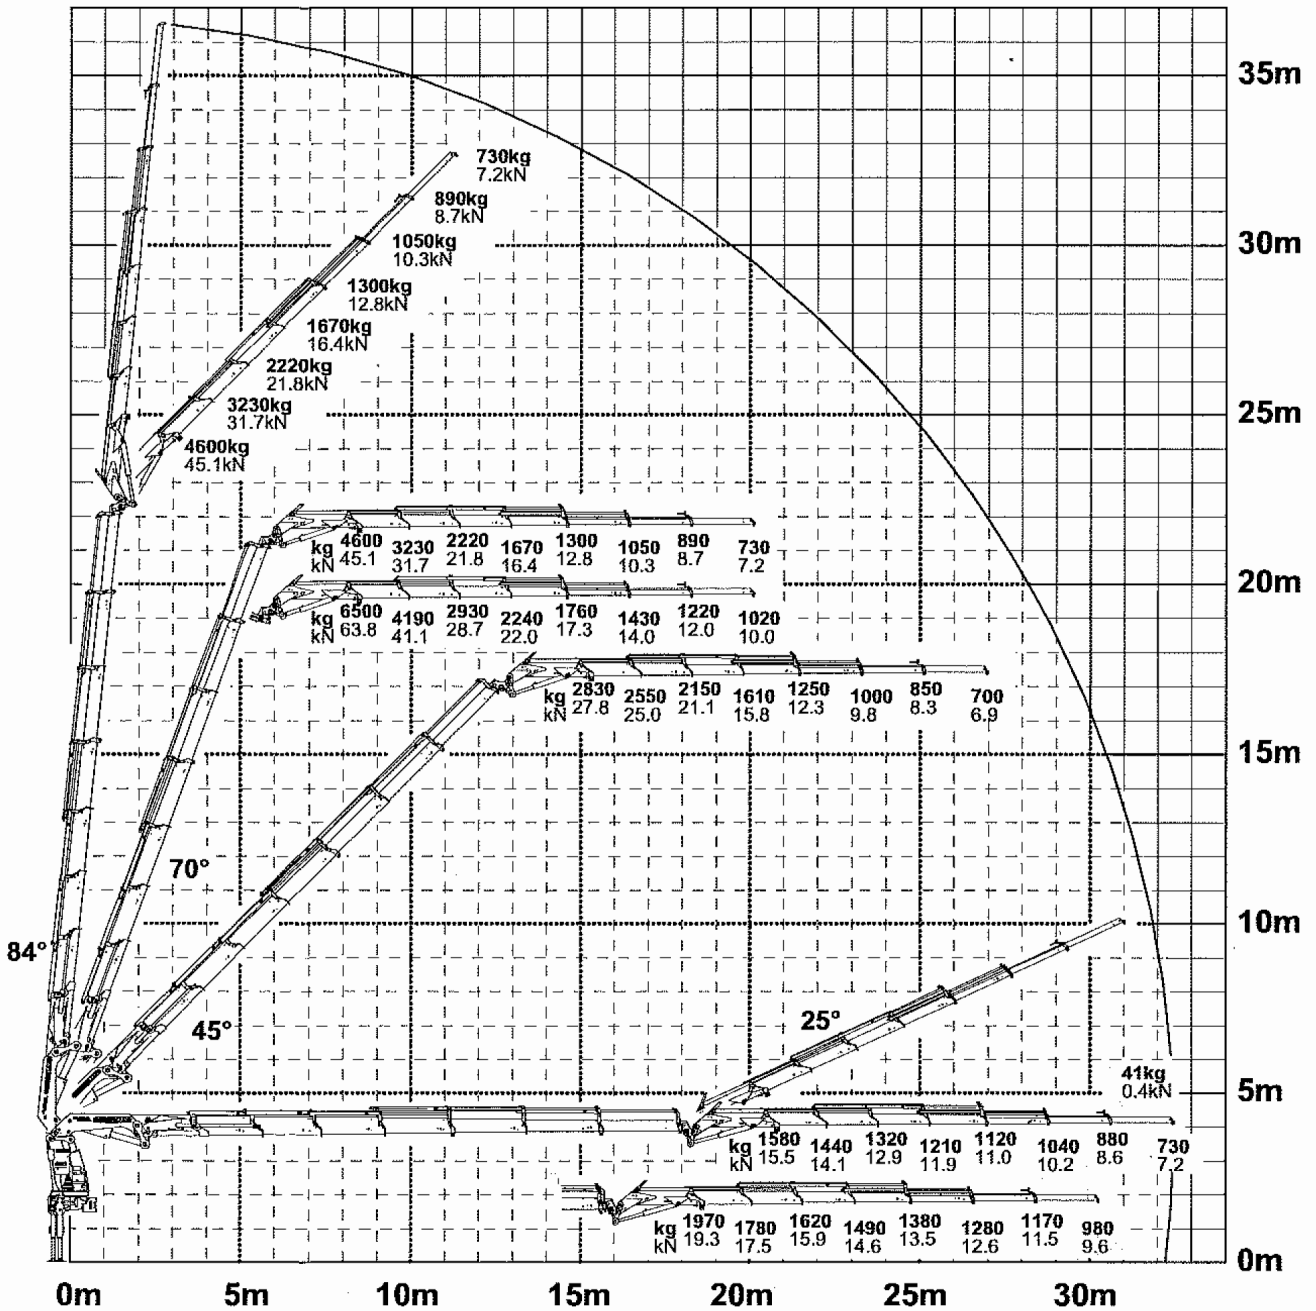 35m
730kg
7.2kN
890kg
8.7kN
1050kg
10.3kN
30m
1300kg
12.8kN
1670kg
16.4kN
2220kg
21.8kN
3230kg
31.7kN
25m
4600kg
45.1kN
kg 4600 3230 2220 1670 1300 1050 890 730
kN 45.1 31.7 21.8 16.4 12.8 10.3 8.7 7.2
20m
kg 6500 4190 2930 2240 1760 1430 1220 1020
kN 63.8 41.1 28.7 22.0 17.3 14.0 12.0 10.0
kg 2830 2550 2150 1610 1250 1000 850 700
kN 27.8 25.0 21.1 15.8 12.3 9.8 8.3 6.9
15m
70°
10m
84°
45°
25°
41kg
0.4kN
5m
kg 1580 1440 1320 1210 1120 1040 880 730
kN 15.5 14.1 12.9 11.9 11.0 10.2 8.6 7.2
kg 1970 1780 1620 1490 1380 1280 1170 980
kN 19.3 17.5 15.9 14.6 13.5 12.6 11.5 9.6
0m
0m 5m 10m 15m 20m 25m 30m